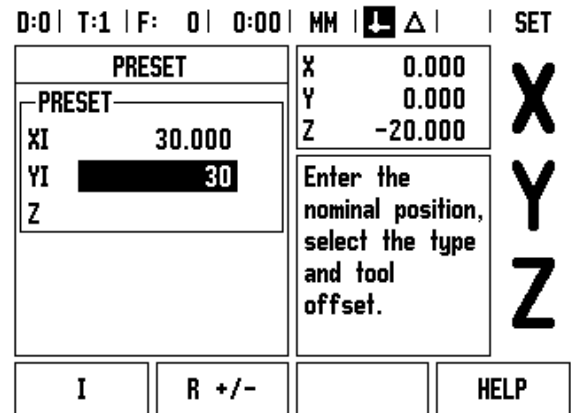 D:0 | T:1 | F: 0 | 0:00 | MM | Δ | | SET
PRESET
PRESET
XI 30.000
YI 30
Z
X 0.000
Y 0.000
Z -20.000
Enter the
nominal position,
select the type
and tool
offset.
X
Y
Z
I
R +/-
HELP